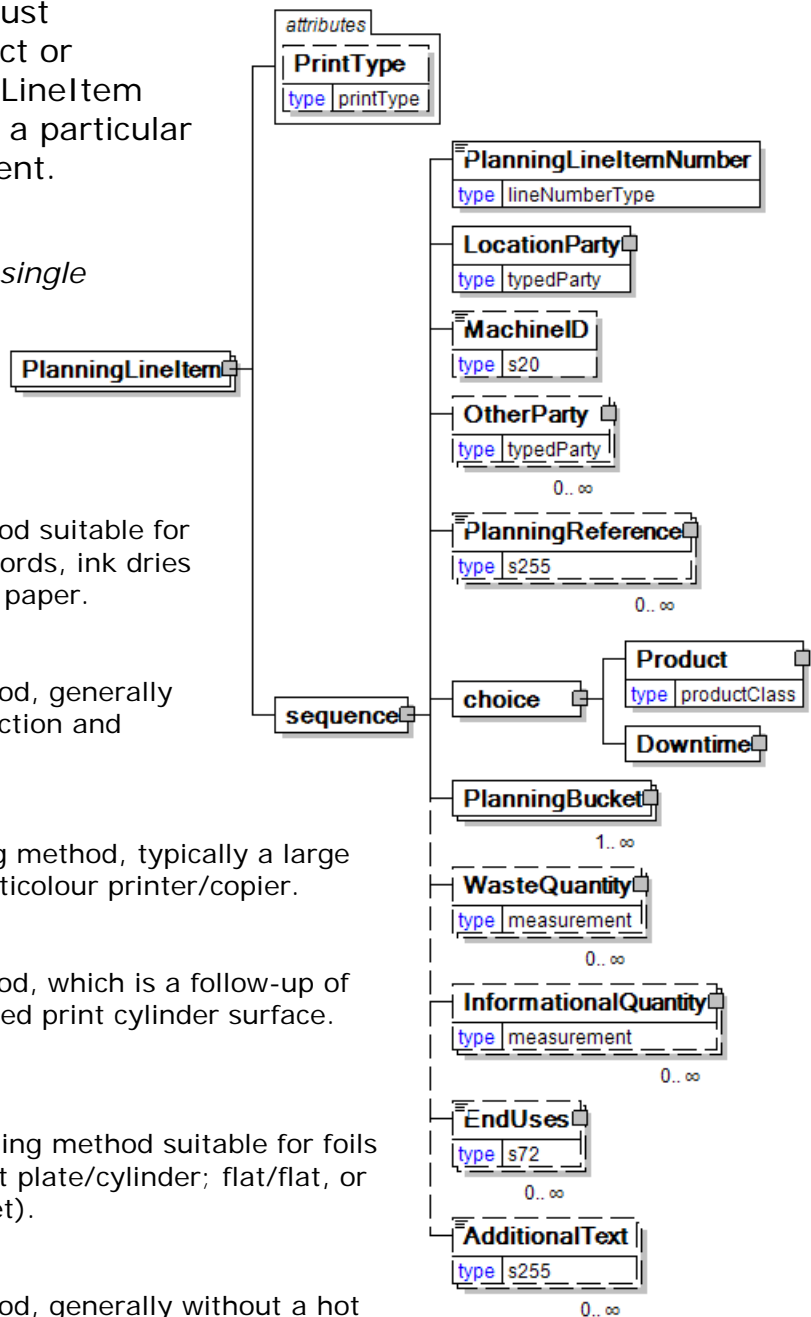 ust
ct or
LineItem
a particular
ent.
single
od suitable for
ords, ink dries
paper.
od, generally
ction and
g method, typically a large
ticolour printer/copier.
od, which is a follow-up of
ed print cylinder surface.
ing method suitable for foils
t plate/cylinder; flat/flat, or
et).
od, generally without a hot
attributes
PrintType
type printType
PlanningLineItem
sequence
PlanningLineItemNumber
type lineNumberType
LocationParty
type typedParty
MachineID
type s20
OtherParty
type typedParty
0.. ∞
PlanningReference
type s255
0.. ∞
choice
Product
type productClass
Downtime
PlanningBucket
1.. ∞
WasteQuantity
type measurement
0.. ∞
InformationalQuantity
type measurement
0.. ∞
EndUses
type s72
0.. ∞
AdditionalText
type s255
0.. ∞